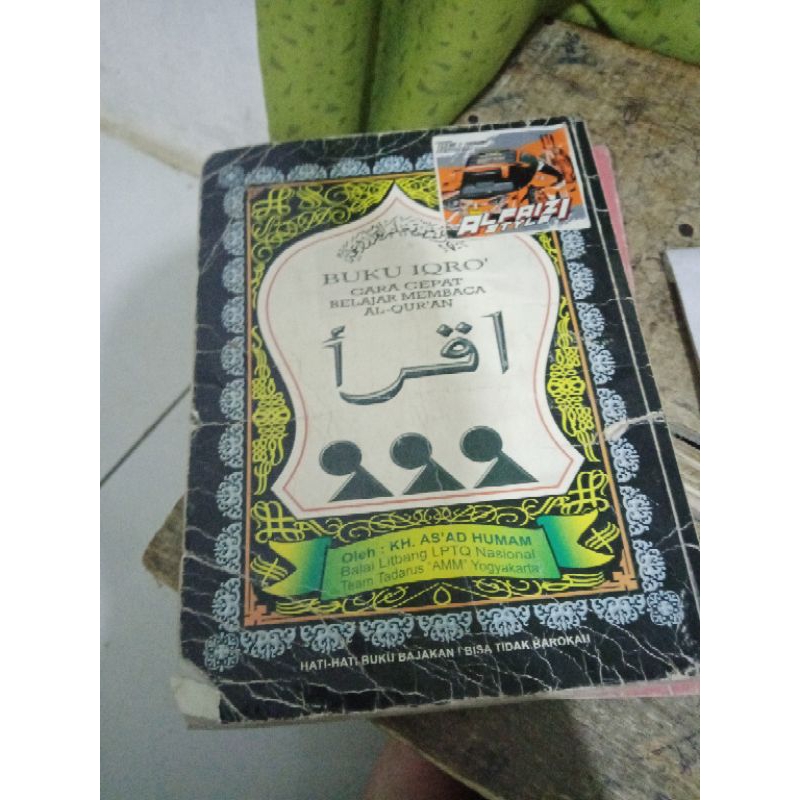 ALFAIZI
STYLE
BUKU IQRO'
CARA CEPAT
BELAJAR MEMBACA
AL-QUR'AN
اقرأ
Oleh : KH. AS'AD HUMAM
Balai Litbang LPTQ Nasional
Team Tadarus "AMM" Yogyakarta
HATI-HATI BUKU BAJAKAN ! BISA TIDAK BAROKAH